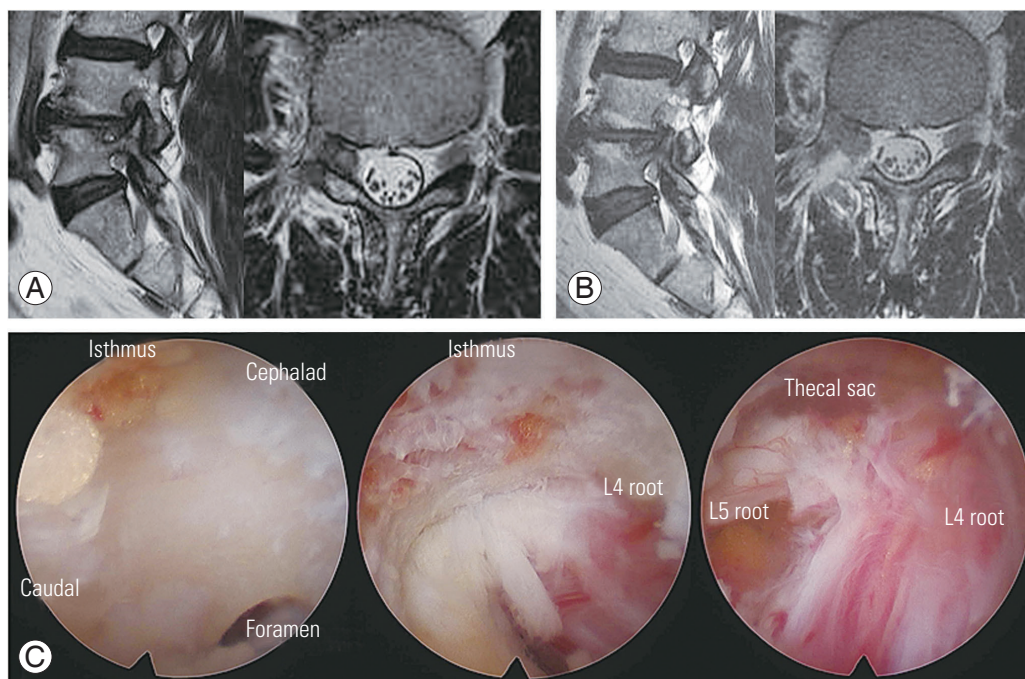 A
B
Isthmus
Cephalad
Caudal
Foramen
Isthmus
L4 root
Thecal sac
L5 root
L4 root
C